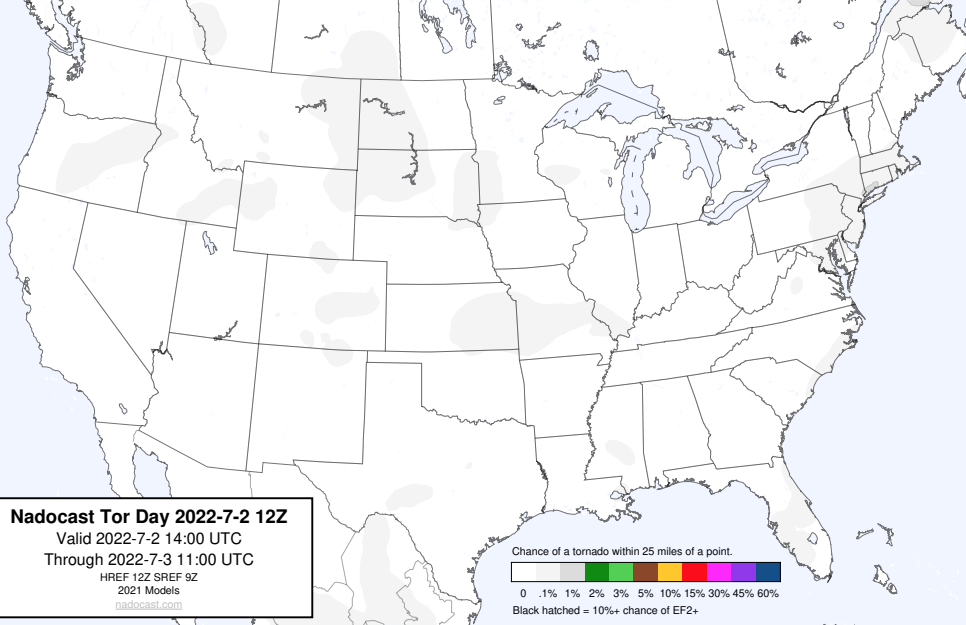 Nadocast Tor Day 2022-7-2 12Z
Valid 2022-7-2 14:00 UTC
Through 2022-7-3 11:00 UTC
HREF 12Z SREF 9Z
2021 Models
nadocast.com
Chance of a tornado within 25 miles of a point.
0 .1% 1% 2% 3% 5% 10% 15% 30% 45% 60%
Black hatched = 10%+ chance of EF2+